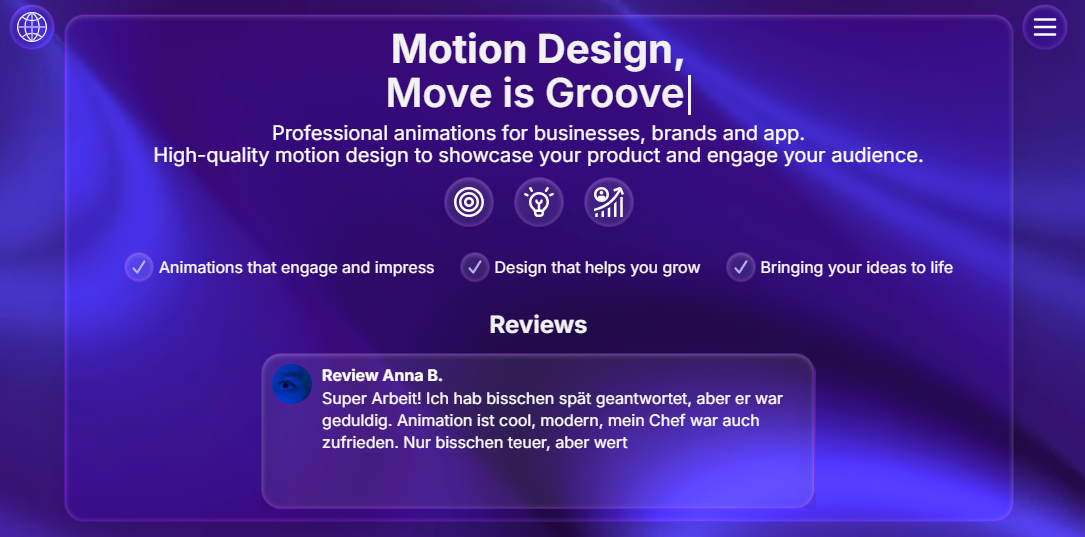 Motion Design,
Move is Groove
Professional animations for businesses, brands and app.
High-quality motion design to showcase your product and engage your audience.
Animations that engage and impress
Design that helps you grow
Bringing your ideas to life
Reviews
Review Anna B.
Super Arbeit! Ich hab bisschen spät geantwortet, aber er war
geduldig. Animation ist cool, modern, mein Chef war auch
zufrieden. Nur bisschen teuer, aber wert